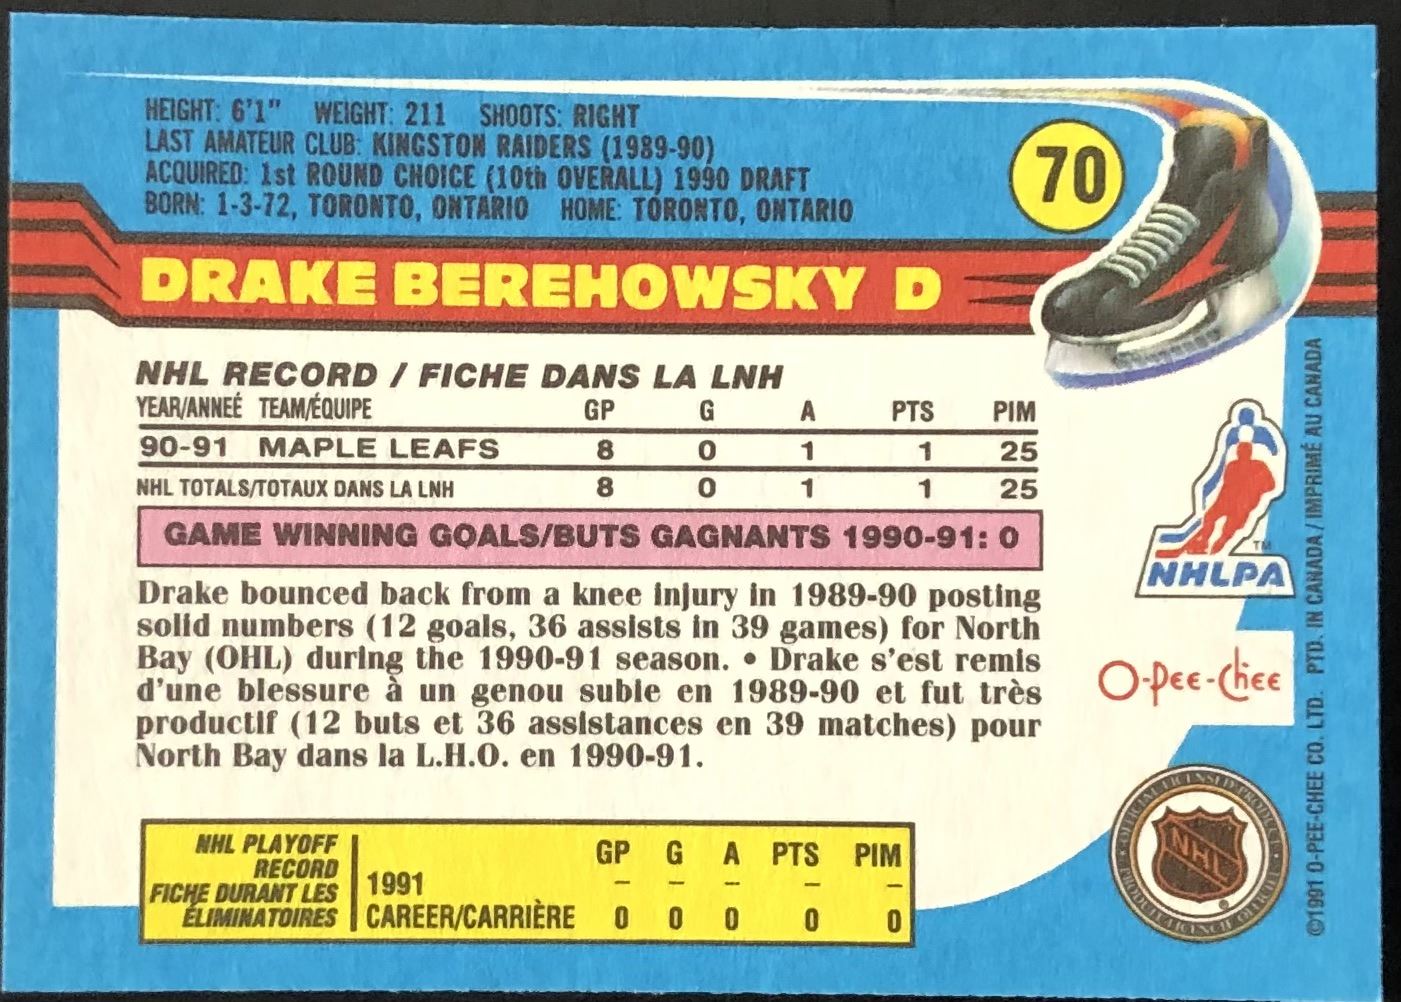 HEIGHT: 6'1" WEIGHT: 211 SHOOTS: RIGHT
LAST AMATEUR CLUB: KINGSTON RAIDERS (1989-90)
ACQUIRED: 1st ROUND CHOICE (10th OVERALL) 1990 DRAFT
BORN: 1-3-72, TORONTO, ONTARIO HOME: TORONTO, ONTARIO
70
DRAKE BEREHOWSKY D
NHL RECORD / FICHE DANS LA LNH
YEAR/ANNEÉ TEAM/ÉQUIPE GP G A PTS PIM
90-91 MAPLE LEAFS 8 0 1 1 25
NHL TOTALS/TOTAUX DANS LA LNH 8 0 1 1 25
GAME WINNING GOALS/BUTS GAGNANTS 1990-91: 0
Drake bounced back from a knee injury in 1989-90 posting
solid numbers (12 goals, 36 assists in 39 games) for North
Bay (OHL) during the 1990-91 season. • Drake s'est remis
d'une blessure à un genou subie en 1989-90 et fut très
productif (12 buts et 36 assistances en 39 matches) pour
North Bay dans la L.H.O. en 1990-91.
NHL PLAYOFF
RECORD
FICHE DURANT LES
ÉLIMINATOIRES
GP G A PTS PIM
1991 – – – – –
CAREER/CARRIÈRE 0 0 0 0 0
TM
NHLPA
O-Pee-Chee
OFFICIAL LICENSED PRODUCT
NHL
®
PRODUIT LICENCIÉ OFFICIEL
©1991 O-PEE-CHEE CO. LTD. PTD. IN CANADA / IMPRIMÉ AU CANADA